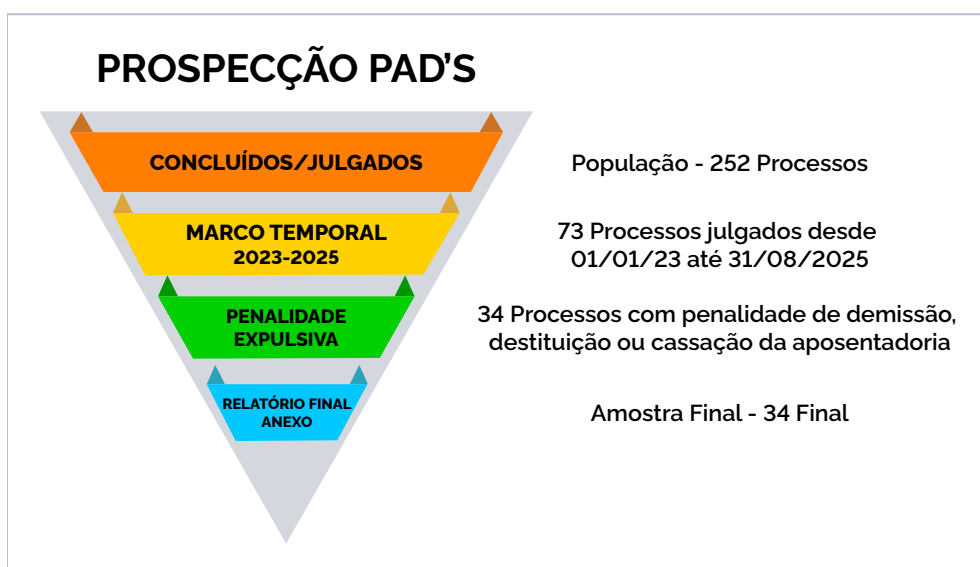 PROSPECÇÃO PAD'S
CONCLUÍDOS/JULGADOS
População - 252 Processos
MARCO TEMPORAL
2023-2025
73 Processos julgados desde
01/01/23 até 31/08/2025
PENALIDADE
EXPULSIVA
34 Processos com penalidade de demissão,
destituição ou cassação da aposentadoria
RELATÓRIO FINAL
ANEXO
Amostra Final - 34 Final